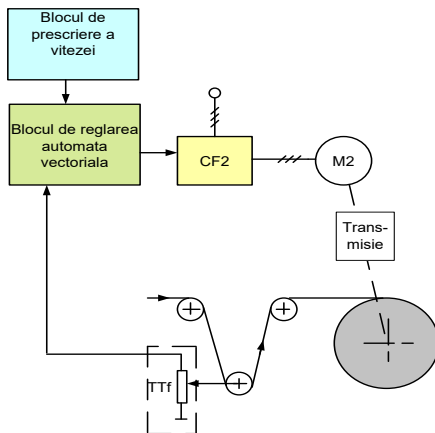 Blocul de
prescriere a
vitezei
Blocul de reglarea
automata
vectoriala
CF2
M2
Trans-
misie
TTf